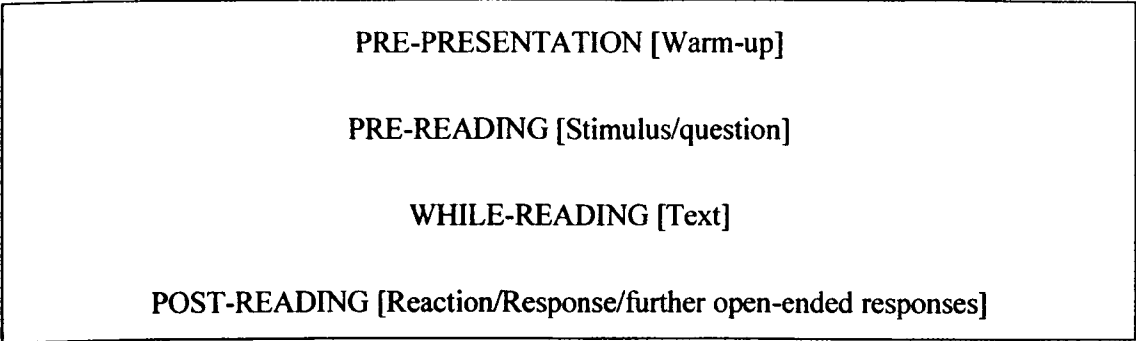 PRE-PRESENTATION [Warm-up]
PRE-READING [Stimulus/question]
WHILE-READING [Text]
POST-READING [Reaction/Response/further open-ended responses]